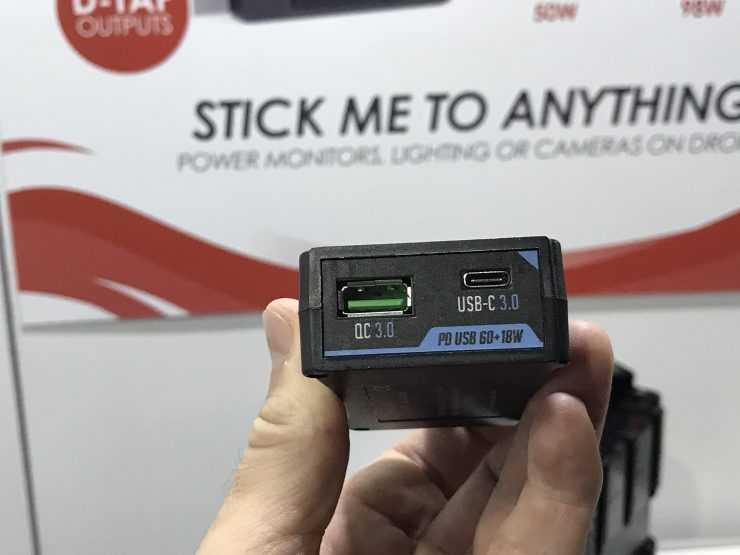 D-TAP
OUTPUTS
50W
98W
STICK ME TO ANYTHING
POWER MONITORS, LIGHTING OR CAMERAS ON
QC 3.0
USB-C 3.0
PD USB 60+18W